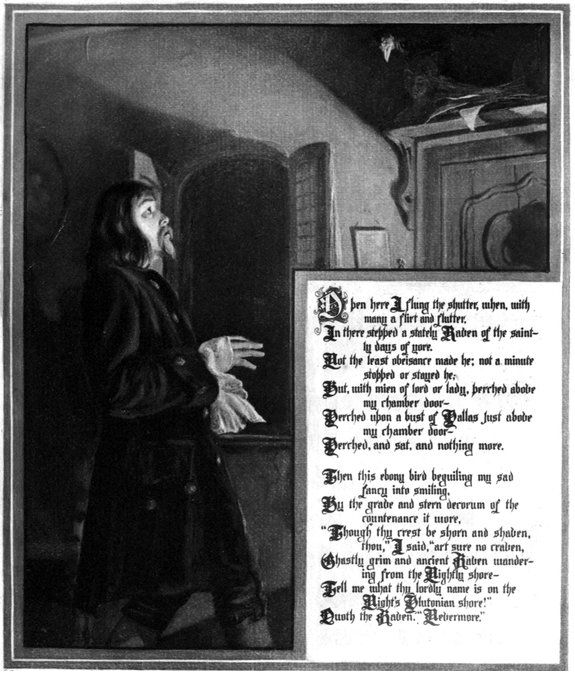 Open here I flung the shutter, when, with
many a flirt and flutter,
In there stepped a stately Raven of the saint-
ly days of yore.
Not the least obeisance made he; not a minute
stopped or stayed he;
But, with mien of lord or lady, perched above
my chamber door—
Perched upon a bust of Pallas just above
my chamber door—
Perched, and sat, and nothing more.
Then this ebony bird beguiling my sad
fancy into smiling,
By the grave and stern decorum of the
countenance it wore,
"Though thy crest be shorn and shaven,
thou," I said, "art sure no craven,
Ghastly grim and ancient Raven wander-
ing from the Nightly shore—
Tell me what thy lordly name is on the
Night's Plutonian shore!"
Quoth the Raven: "Nevermore."